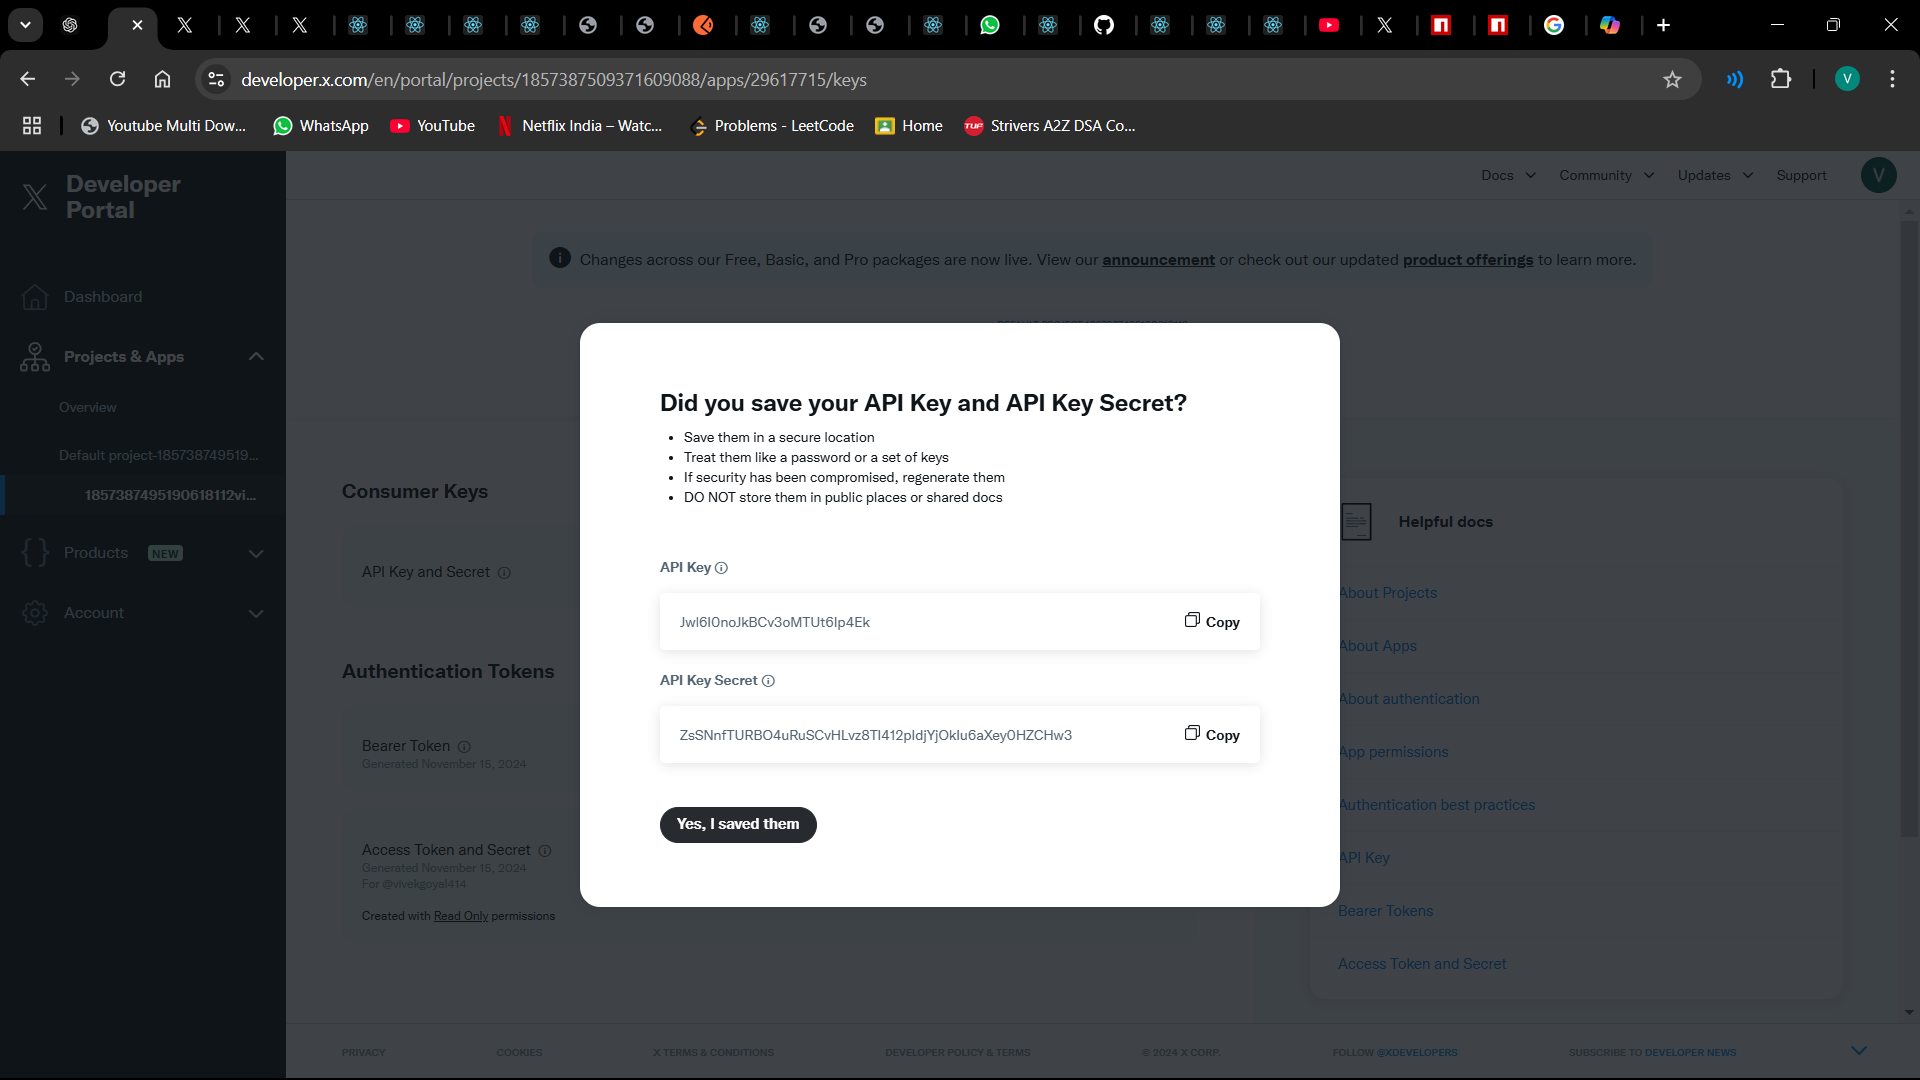 developer.x.com/en/portal/projects/1857387509371609088/apps/29617715/keys
V
Youtube Multi Dow...
WhatsApp
YouTube
Netflix India – Watc...
Problems - LeetCode
Home
TUF
Strivers A2Z DSA Co...
Developer
Portal
Docs
Community
Updates
Support
V
Changes across our Free, Basic, and Pro packages are now live. View our announcement or check out our updated product offerings to learn more.
Dashboard
Projects & Apps
Overview
Default project-185738749519...
1857387495190618112vi...
Products NEW
Account
Consumer Keys
API Key and Secret
Authentication Tokens
Bearer Token
Generated November 15, 2024
Access Token and Secret
Generated November 15, 2024
For @vivekgoyal414
Created with Read Only permissions
Did you save your API Key and API Key Secret?
Save them in a secure location
Treat them like a password or a set of keys
If security has been compromised, regenerate them
DO NOT store them in public places or shared docs
API Key
Copy
API Key Secret
Copy
Yes, I saved them
Helpful docs
About Projects
About Apps
About authentication
App permissions
Authentication best practices
API Key
Bearer Tokens
Access Token and Secret
PRIVACY
COOKIES
X TERMS & CONDITIONS
DEVELOPER POLICY & TERMS
© 2024 X CORP.
FOLLOW @XDEVELOPERS
SUBSCRIBE TO DEVELOPER NEWS